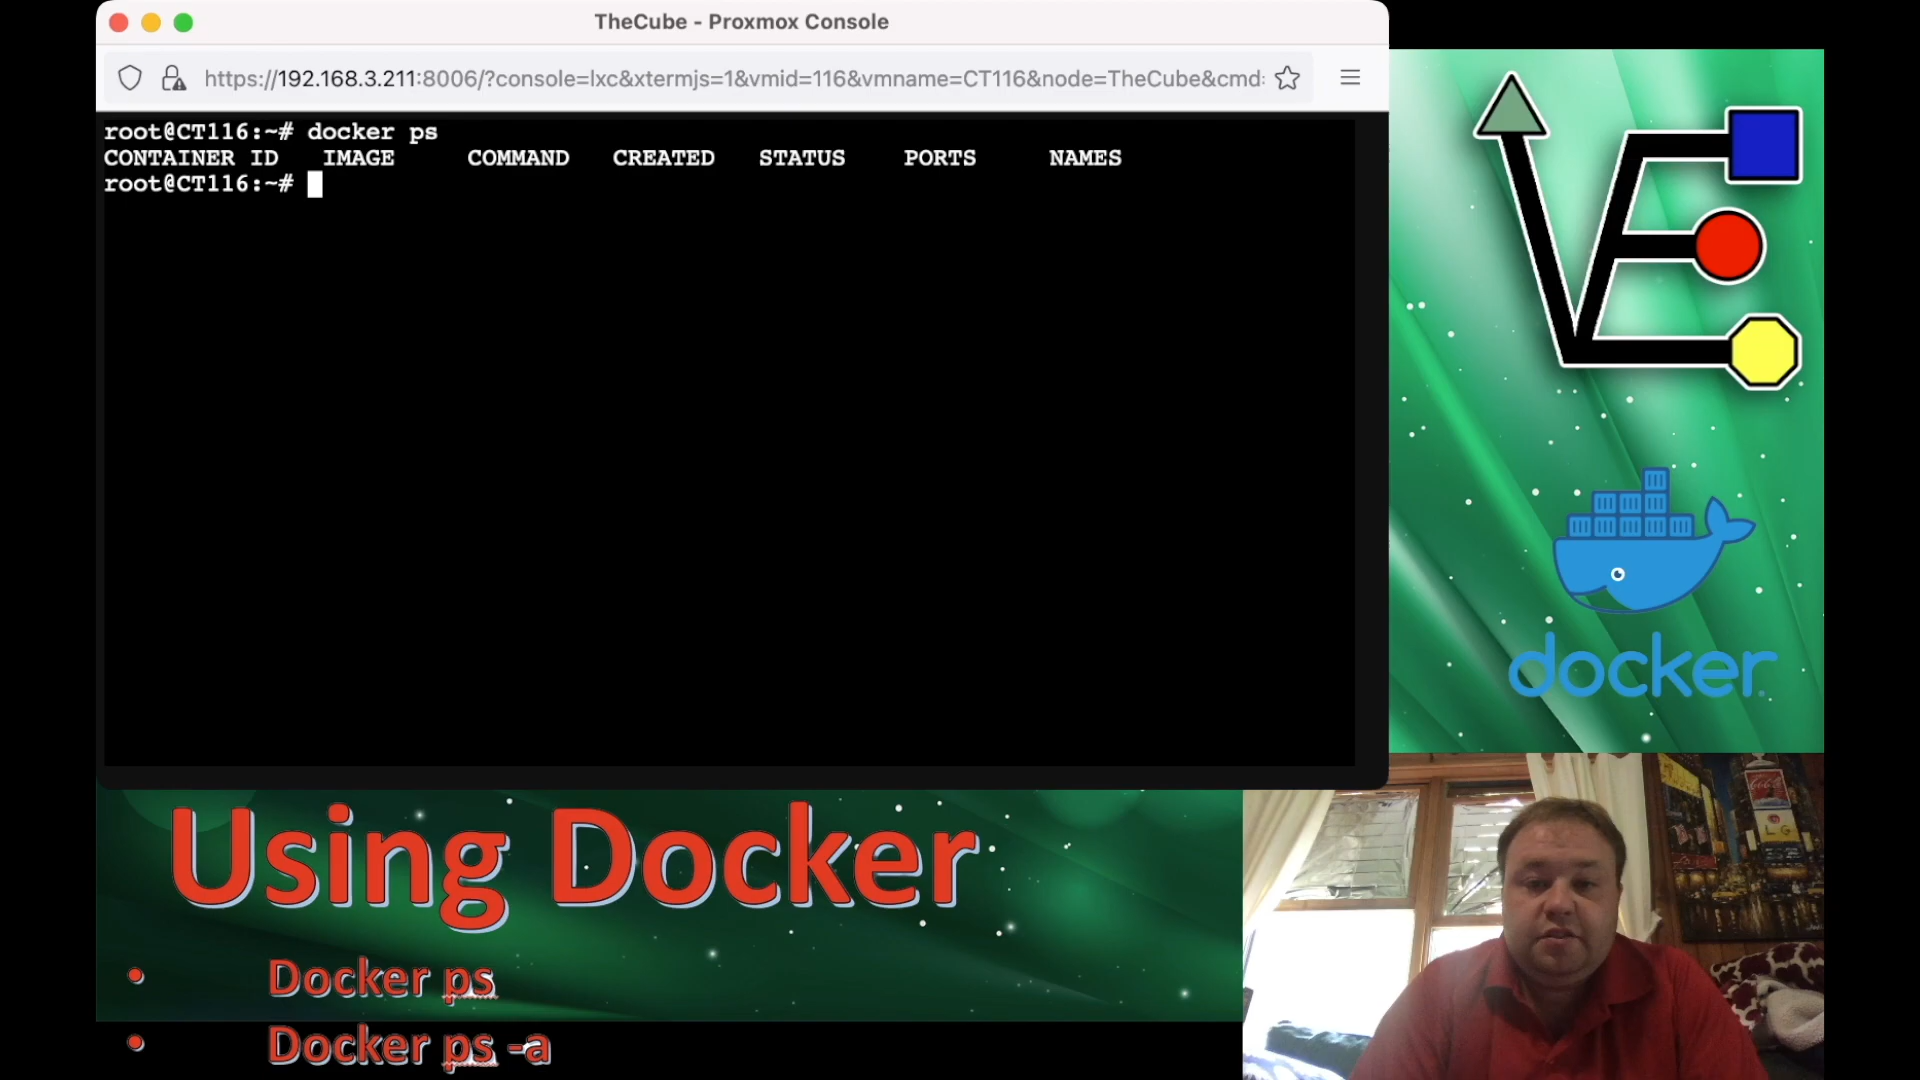 TheCube - Proxmox Console
https://192.168.3.211:8006/?console=lxc&xtermjs=1&vmid=116&vmname=CT116&node=TheCube&cmd:
root@CT116:~# docker ps
CONTAINER ID IMAGE COMMAND CREATED STATUS PORTS NAMES
root@CT116:~#
docker
Using Docker
• Docker ps
• Docker ps -a
Coca-Cola
L G